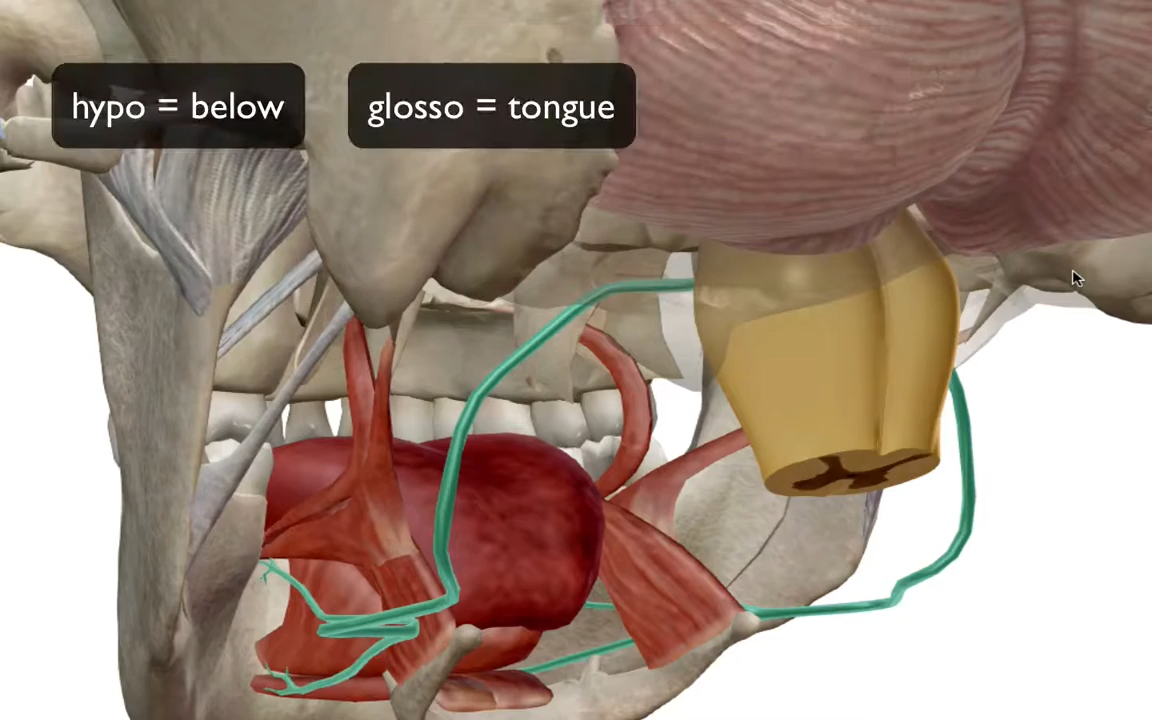 hypo = below
glosso = tongue